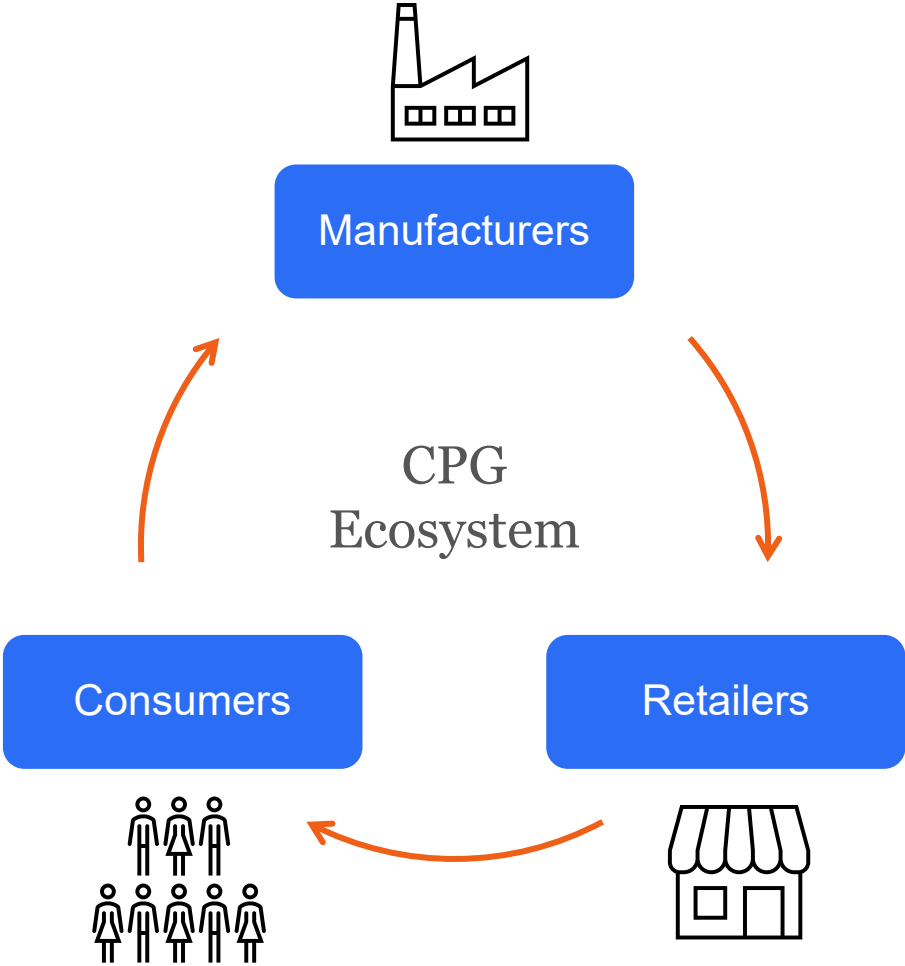 Manufacturers
CPG
Ecosystem
Consumers
Retailers